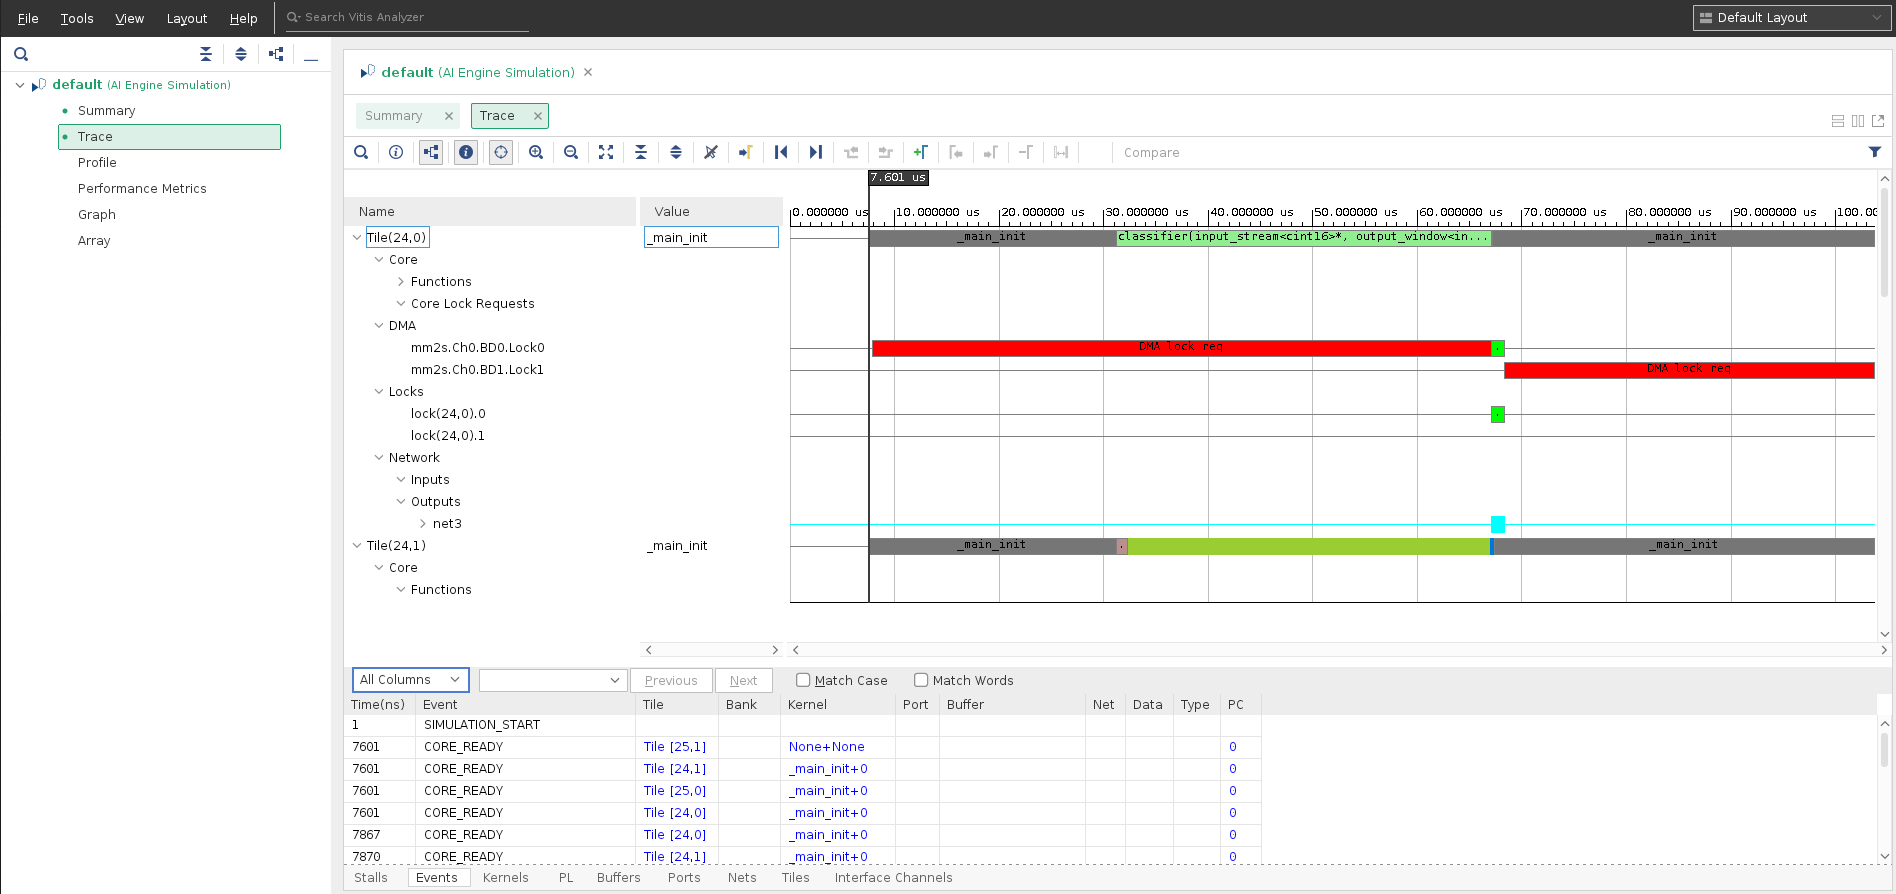 File Tools View Layout Help Search Vitis Analyzer Default Layout
default (AI Engine Simulation)
Summary
Trace
Profile
Performance Metrics
Graph
Array
default (AI Engine Simulation)
Summary Trace
Compare
7.601 us
Name Value
0.000000 us 10.000000 us 20.000000 us 30.000000 us 40.000000 us 50.000000 us 60.000000 us 70.000000 us 80.000000 us 90.000000 us 100.00
Tile(24,0) _main_init _main_init classifier(input_stream<cint16>*, output_window<in... _main_init
Core
Functions
Core Lock Requests
DMA
mm2s.Ch0.BD0.Lock0 DMA lock req .
mm2s.Ch0.BD1.Lock1 DMA lock req
Locks
lock(24,0).0 .
lock(24,0).1
Network
Inputs
Outputs
net3
Tile(24,1) _main_init _main_init . _main_init
Core
Functions
All Columns Previous Next Match Case Match Words
Time(ns) Event Tile Bank Kernel Port Buffer Net Data Type PC
1 SIMULATION_START
7601 CORE_READY Tile [25,1] None+None 0
7601 CORE_READY Tile [24,1] _main_init+0 0
7601 CORE_READY Tile [25,0] _main_init+0 0
7601 CORE_READY Tile [24,0] _main_init+0 0
7867 CORE_READY Tile [24,0] _main_init+0 0
7870 CORE_READY Tile [24,1] _main_init+0 0
Stalls Events Kernels PL Buffers Ports Nets Tiles Interface Channels